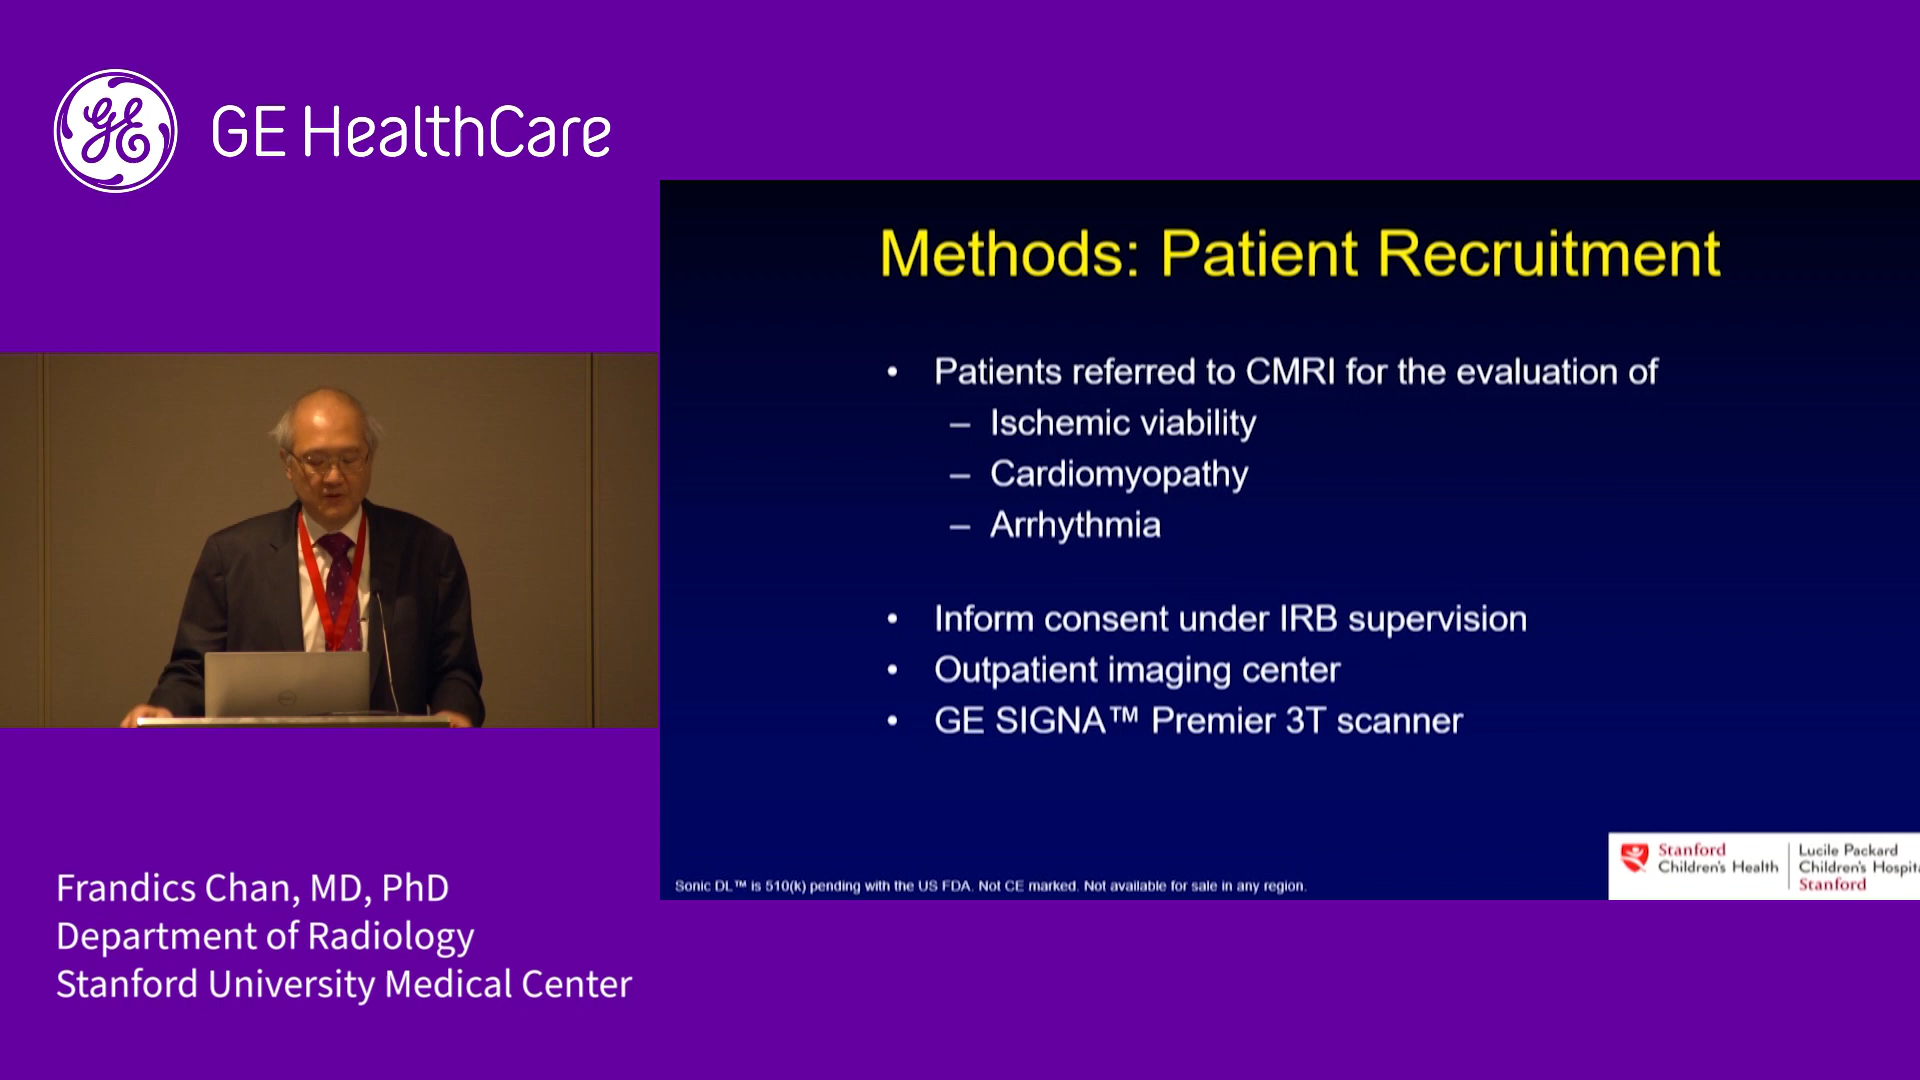 GE HealthCare
Methods: Patient Recruitment
• Patients referred to CMRI for the evaluation of
– Ischemic viability
– Cardiomyopathy
– Arrhythmia
• Inform consent under IRB supervision
• Outpatient imaging center
• GE SIGNA™ Premier 3T scanner
Sonic DL™ is 510(k) pending with the US FDA. Not CE marked. Not available for sale in any region.
Stanford
Children's Health
Lucile Packard
Children's Hospita
Stanford
Frandics Chan, MD, PhD
Department of Radiology
Stanford University Medical Center